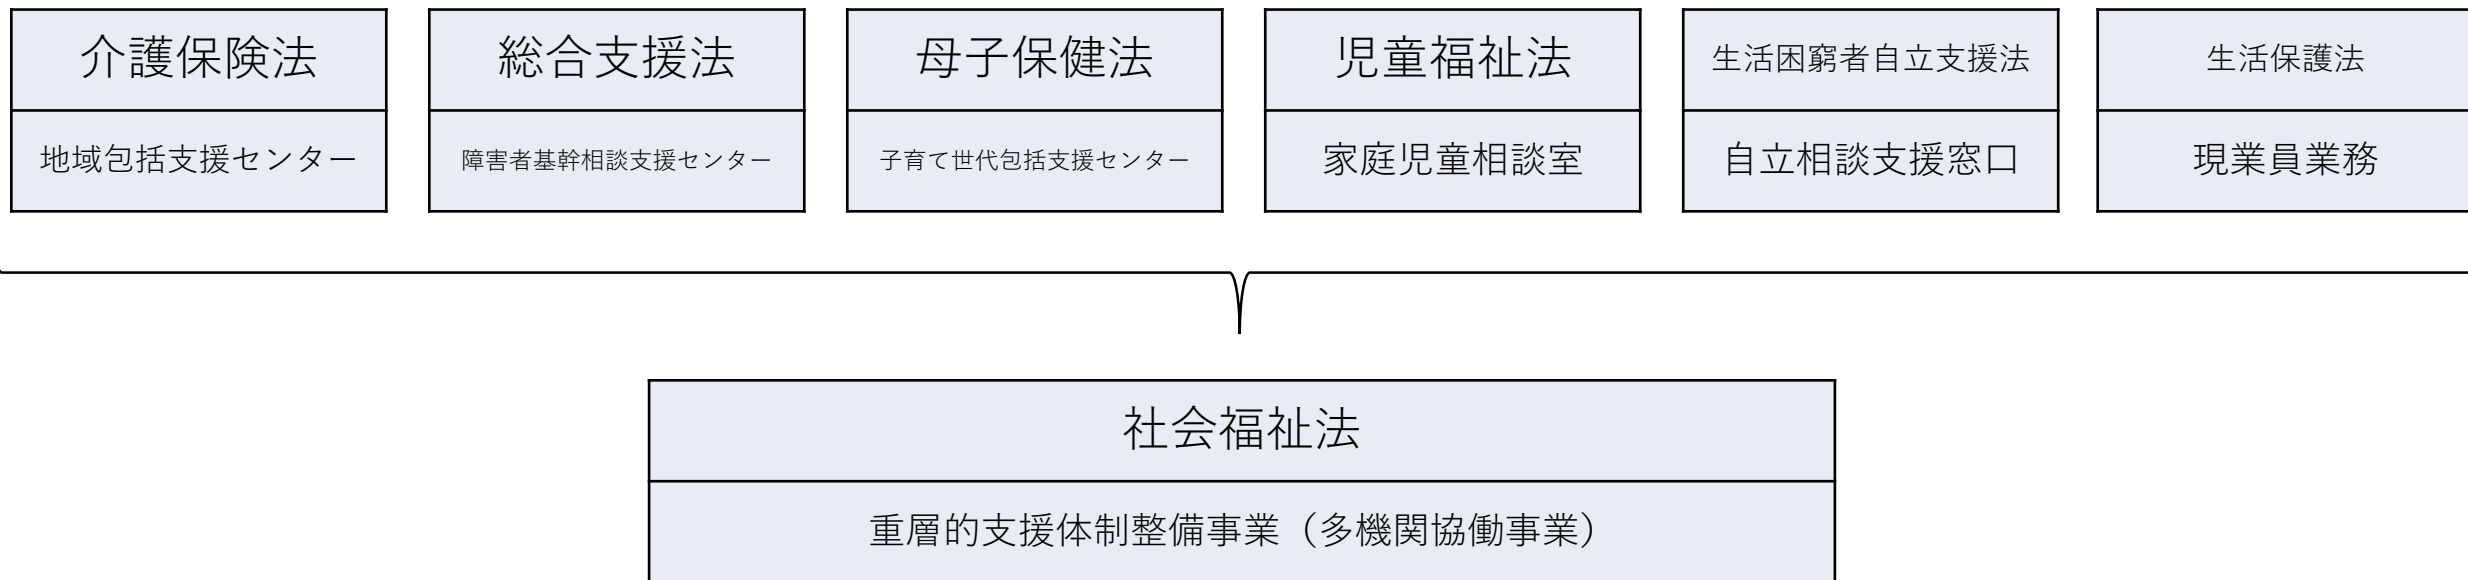 介護保険法
地域包括支援センター
総合支援法
障害者基幹相談支援センター
母子保健法
子育て世代包括支援センター
児童福祉法
家庭児童相談室
生活困窮者自立支援法
自立相談支援窓口
生活保護法
現業員業務
社会福祉法
重層的支援体制整備事業（多機関協働事業）